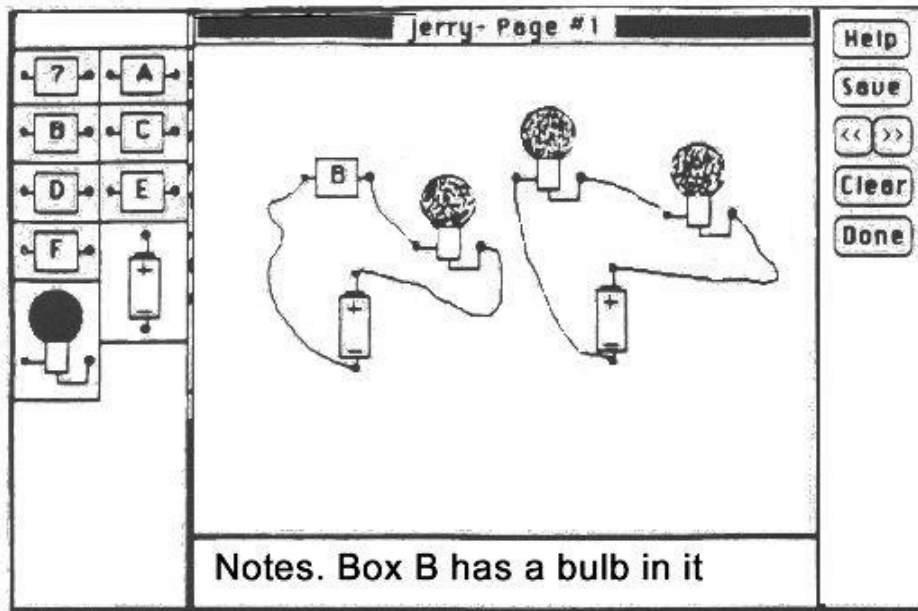 Jerry- Page #1
? A
B C
D E
F
+
−
B
+
−
+
−
Help
Save
<< >>
Clear
Done
Notes. Box B has a bulb in it